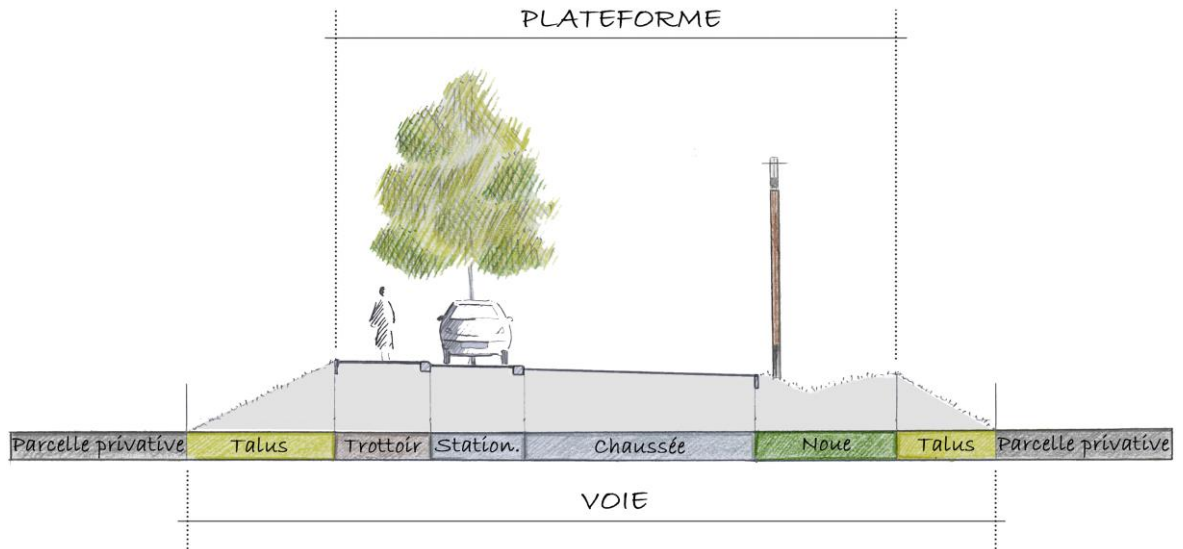 PLATEFORME
Parcelle privative Talus Trottoir Station. Chaussée Noue Talus Parcelle privative
VOIE